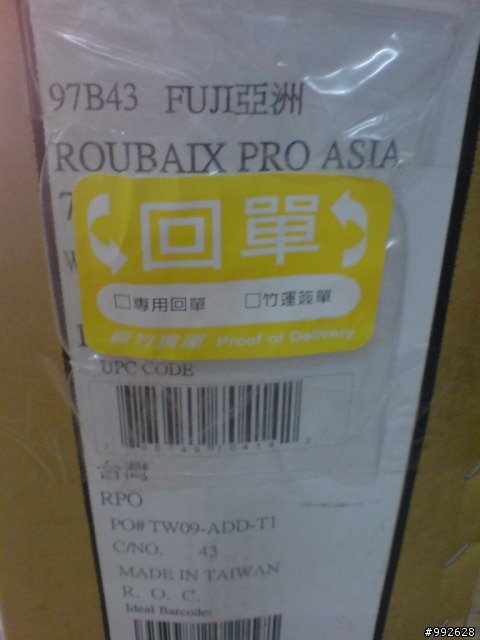 97B43 FUJI亞洲
ROUBAIX PRO ASIA
7
回單
□專用回單 □竹運簽單
新竹貨運 Proof of Delivery
UPC CODE
台灣
RPO
PO# TW09-ADD-T1
C/NO. 43
MADE IN TAIWAN
R. O. C.
Ideal Barcode:
#992628